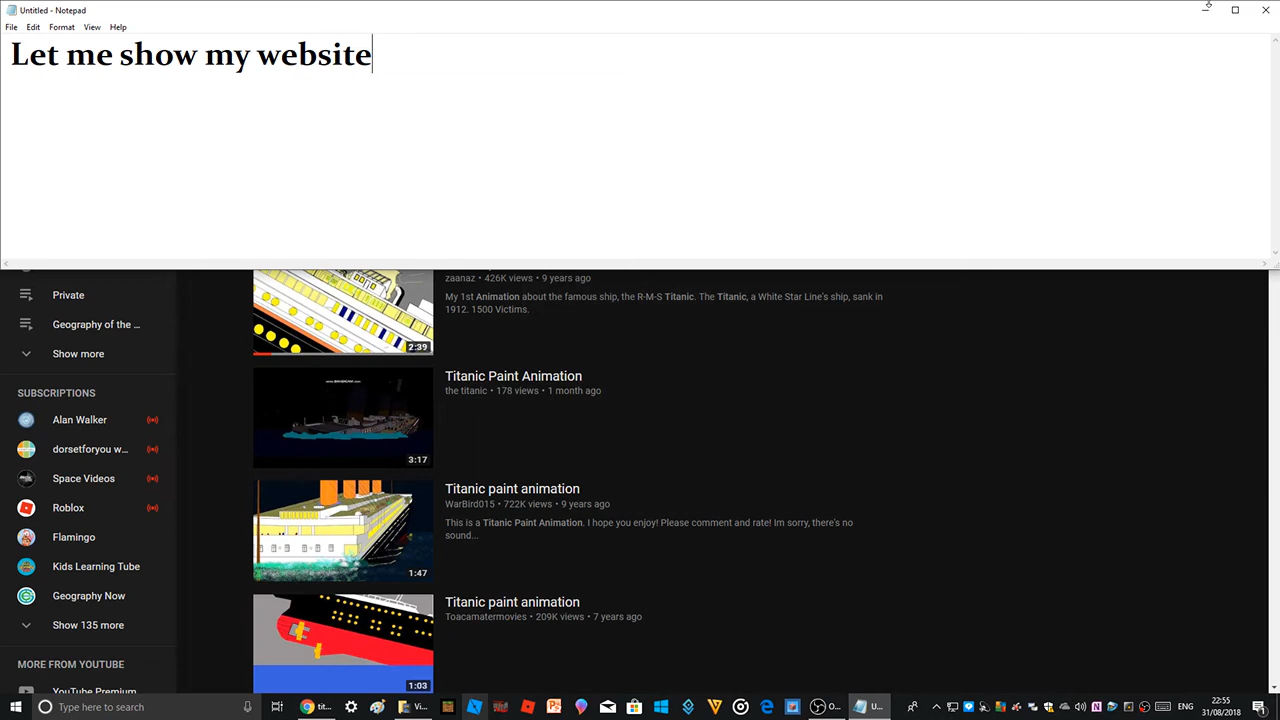 Untitled - Notepad
File Edit Format View Help
Let me show my website
Private
Geography of the ...
Show more
SUBSCRIPTIONS
Alan Walker
dorsetforyou w...
Space Videos
Roblox
Flamingo
Kids Learning Tube
Geography Now
Show 135 more
MORE FROM YOUTUBE
YouTube Premium
zaanaz • 426K views • 9 years ago
My 1st Animation about the famous ship, the R-M-S Titanic. The Titanic, a White Star Line's ship, sank in
1912. 1500 Victims.
2:39
Titanic Paint Animation
the titanic • 178 views • 1 month ago
3:17
Titanic paint animation
WarBird015 • 722K views • 9 years ago
This is a Titanic Paint Animation. I hope you enjoy! Please comment and rate! Im sorry, there's no
sound...
1:47
Titanic paint animation
Toacamatermovies • 209K views • 7 years ago
1:03
Type here to search
tit...
Vi...
O...
U...
ENG
22:55
31/08/2018